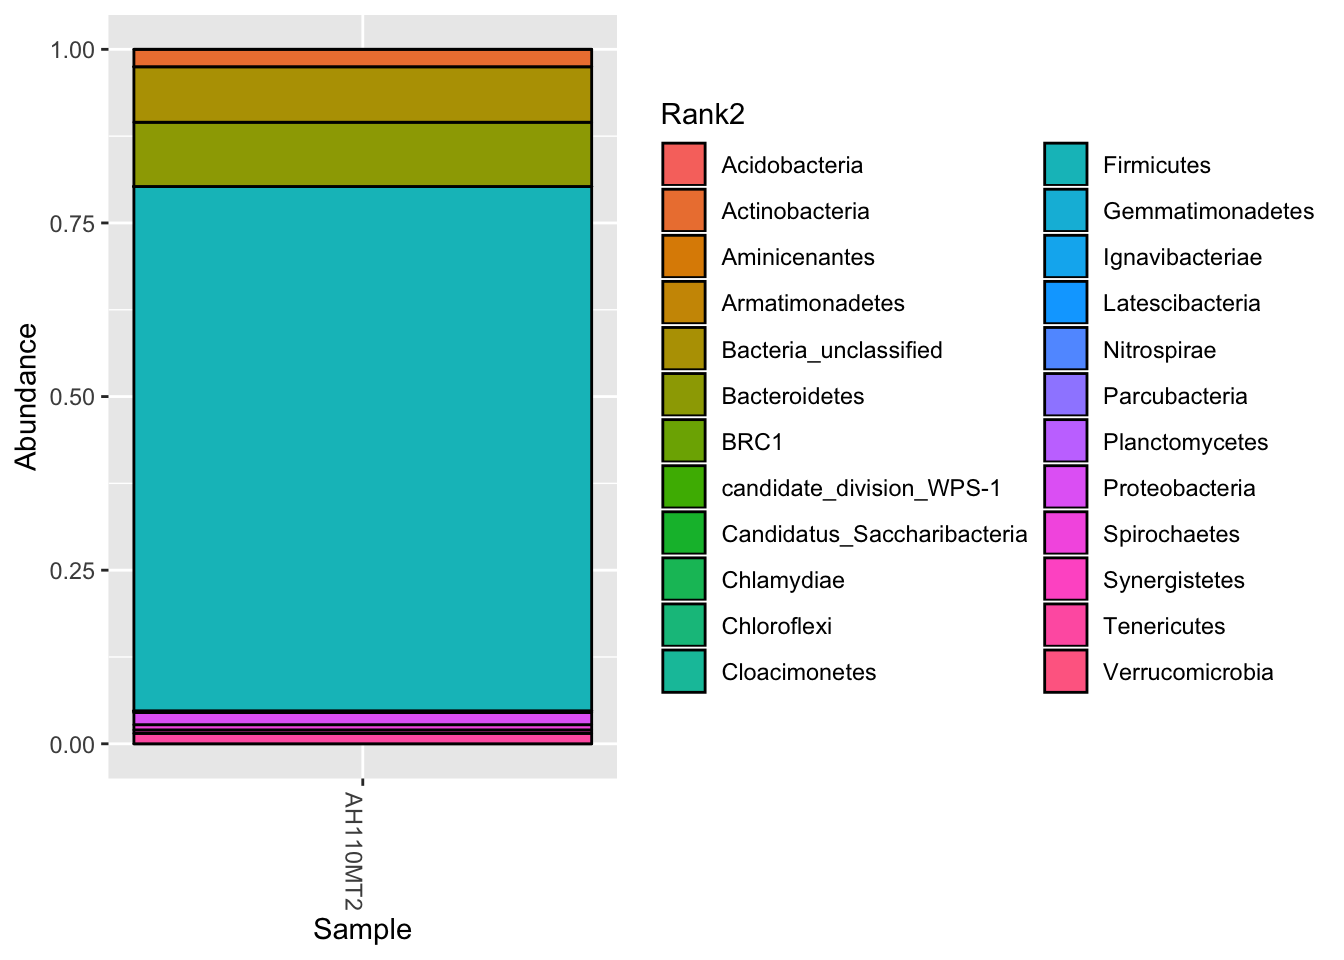 1.00
0.75
0.50
0.25
0.00
Abundance
AH110MT2
Sample
Rank2
Acidobacteria
Actinobacteria
Aminicenantes
Armatimonadetes
Bacteria_unclassified
Bacteroidetes
BRC1
candidate_division_WPS-1
Candidatus_Saccharibacteria
Chlamydiae
Chloroflexi
Cloacimonetes
Firmicutes
Gemmatimonadetes
Ignavibacteriae
Latescibacteria
Nitrospirae
Parcubacteria
Planctomycetes
Proteobacteria
Spirochaetes
Synergistetes
Tenericutes
Verrucomicrobia